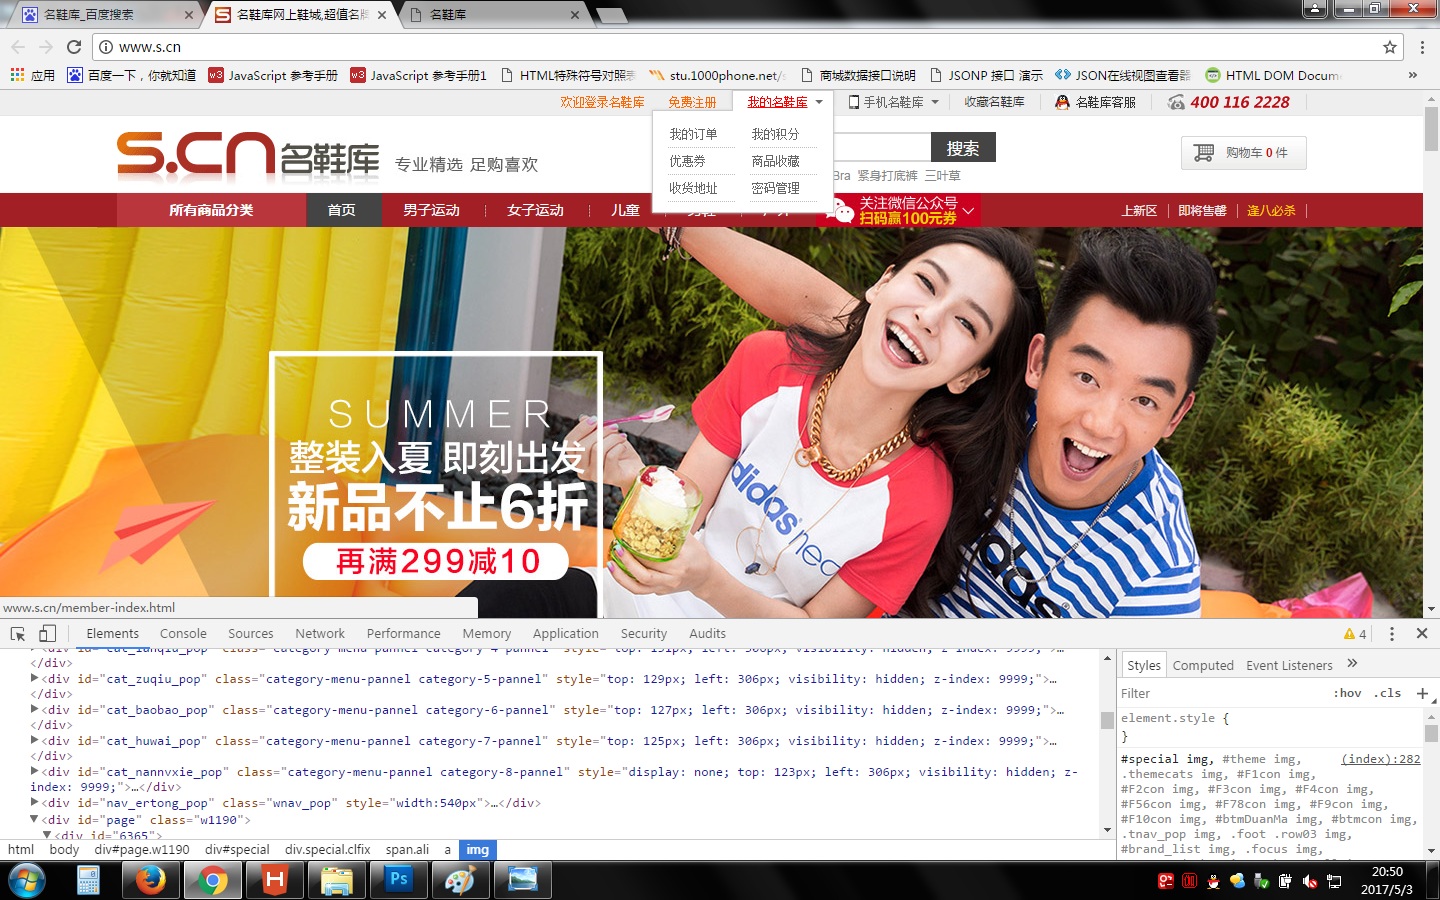 名鞋库_百度搜索
名鞋库网上鞋城,超值名牌
名鞋库
www.s.cn
应用
百度一下，你就知道
JavaScript 参考手册
JavaScript 参考手册1
HTML特殊符号对照表
stu.1000phone.net/s
商城数据接口说明
JSONP 接口 演示
JSON在线视图查看器
HTML DOM Docum
»
欢迎登录名鞋库
免费注册
我的名鞋库
手机名鞋库
收藏名鞋库
名鞋库客服
400 116 2228
我的订单
我的积分
优惠券
商品收藏
收货地址
密码管理
s.cn名鞋库
专业精选 足购喜欢
搜索
Bra 紧身打底裤 三叶草
购物车 0 件
所有商品分类
首页
男子运动
女子运动
儿童
关注微信公众号
扫码赢100元券
上新区
即将售罄
逢八必杀
SUMMER
整装入夏 即刻出发
新品不止6折
再满299减10
adidas neo
adidas
www.s.cn/member-index.html
Elements
Console
Sources
Network
Performance
Memory
Application
Security
Audits
4
</div>
<div id="cat_zuqiu_pop" class="category-menu-pannel category-5-pannel" style="top: 129px; left: 306px; visibility: hidden; z-index: 9999;">…
</div>
<div id="cat_baobao_pop" class="category-menu-pannel category-6-pannel" style="top: 127px; left: 306px; visibility: hidden; z-index: 9999;">…
</div>
<div id="cat_huwai_pop" class="category-menu-pannel category-7-pannel" style="top: 125px; left: 306px; visibility: hidden; z-index: 9999;">…
</div>
<div id="cat_nannvxie_pop" class="category-menu-pannel category-8-pannel" style="display: none; top: 123px; left: 306px; visibility: hidden; z-
index: 9999;">…</div>
<div id="nav_ertong_pop" class="wnav_pop" style="width:540px">…</div>
<div id="page" class="w1190">
<div id="6365">
html body div#page.w1190 div#special div.special.clfix span.ali a img
Styles
Computed
Event Listeners
»
Filter
:hov .cls +
element.style {
}
#special img, #theme img, (index):282
.themecats img, #F1con img,
#F2con img, #F3con img, #F4con img,
#F56con img, #F78con img, #F9con img,
#F10con img, #btmDuanMa img, #btmcon img,
.tnav_pop img, .foot .row03 img,
#brand_list img, .focus img,
20:50
2017/5/3